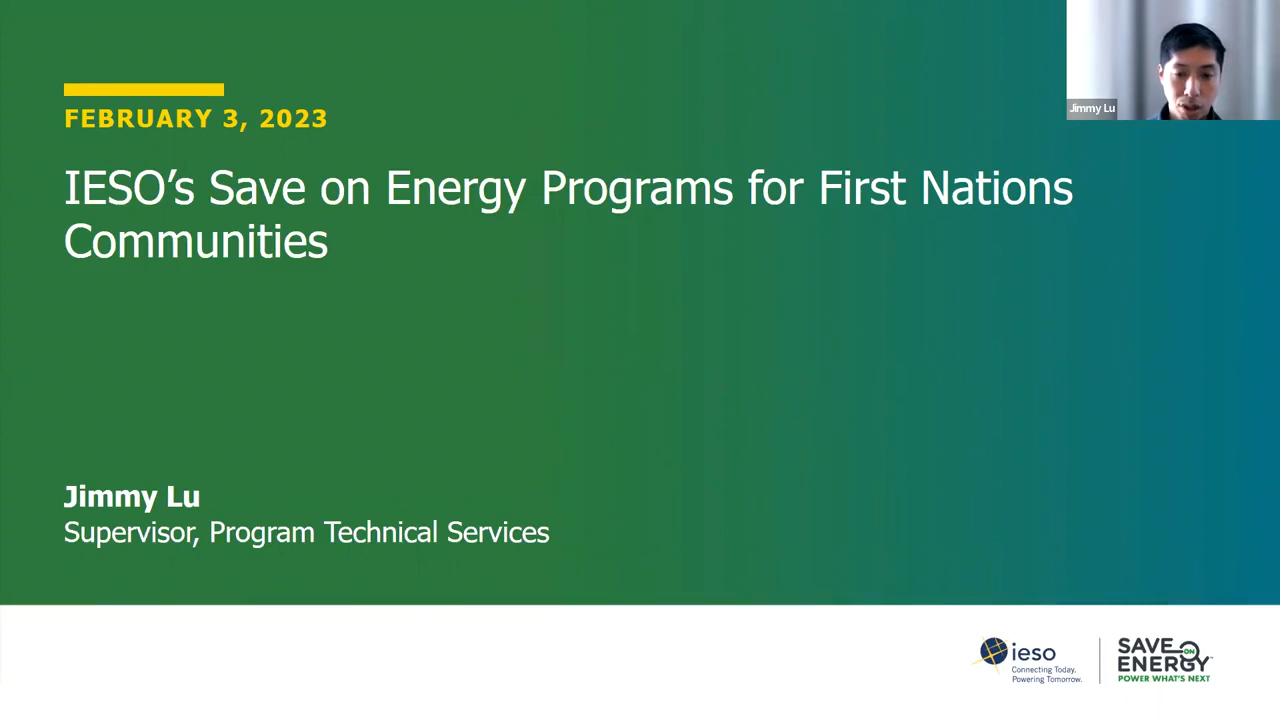 FEBRUARY 3, 2023
IESO’s Save on Energy Programs for First Nations
Communities
Jimmy Lu
Jimmy Lu
Supervisor, Program Technical Services
ieso
Connecting Today.
Powering Tomorrow.
SAVE
ON
ENERGY™
POWER WHAT'S NEXT